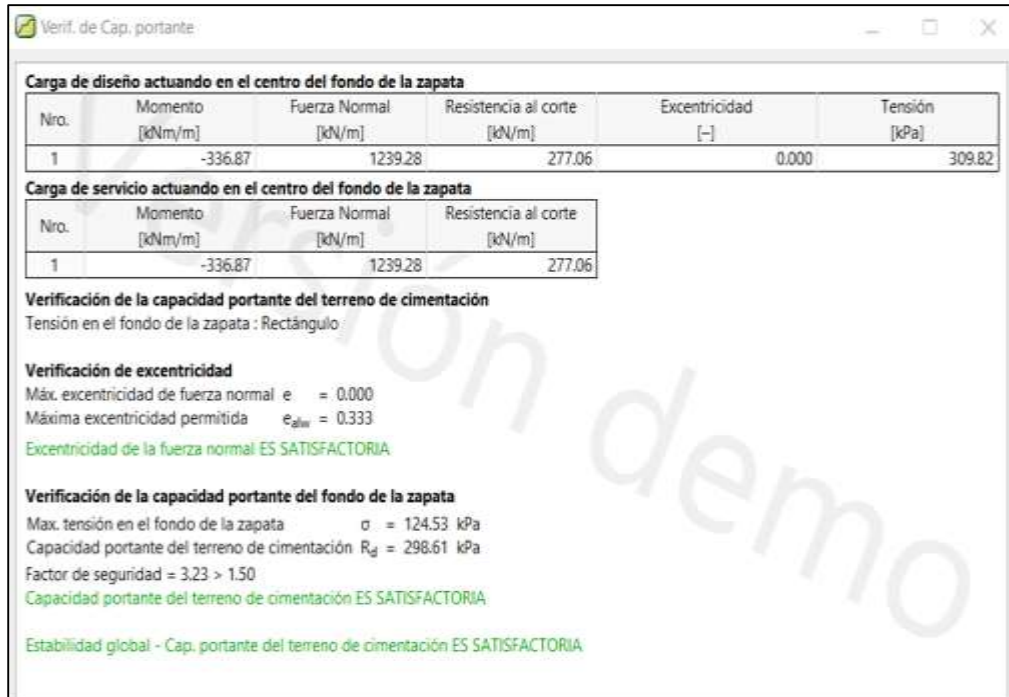 Verif. de Cap. portante
Carga de diseño actuando en el centro del fondo de la zapata
Nro. Momento Fuerza Normal Resistencia al corte Excentricidad Tensión
[kNm/m] [kN/m] [kN/m] [–] [kPa]
1 -336.87 1239.28 277.06 0.000 309.82
Carga de servicio actuando en el centro del fondo de la zapata
Nro. Momento Fuerza Normal Resistencia al corte
[kNm/m] [kN/m] [kN/m]
1 -336.87 1239.28 277.06
Verificación de la capacidad portante del terreno de cimentación
Tensión en el fondo de la zapata : Rectángulo
Verificación de excentricidad
Máx. excentricidad de fuerza normal e = 0.000
Máxima excentricidad permitida e_alw = 0.333
Excentricidad de la fuerza normal ES SATISFACTORIA
Verificación de la capacidad portante del fondo de la zapata
Max. tensión en el fondo de la zapata σ = 124.53 kPa
Capacidad portante del terreno de cimentación R_d = 298.61 kPa
Factor de seguridad = 3.23 > 1.50
Capacidad portante del terreno de cimentación ES SATISFACTORIA
Estabilidad global - Cap. portante del terreno de cimentación ES SATISFACTORIA
Versión demo